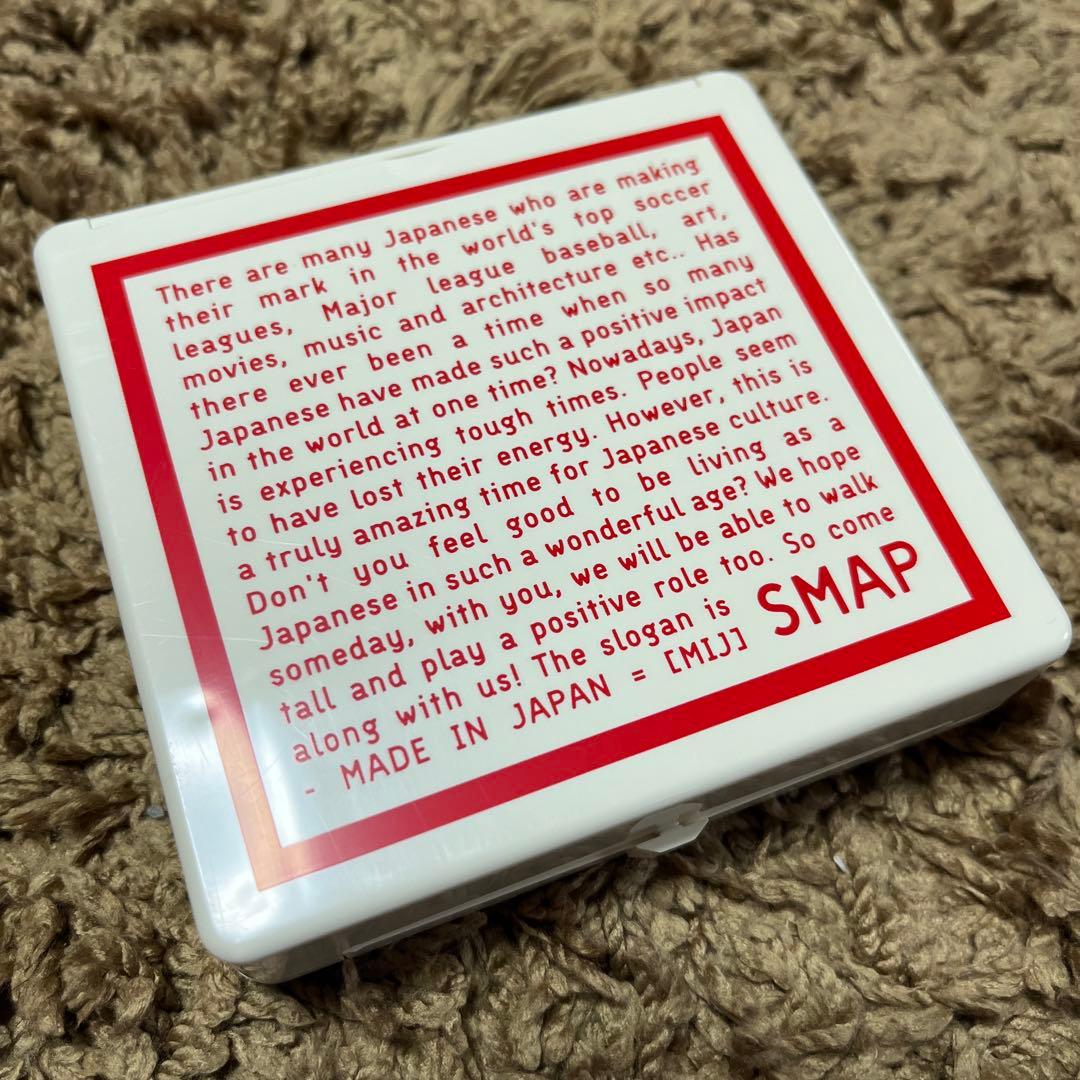 There are many Japanese who are making
their mark in the world's top soccer
leagues, Major league baseball, art,
movies, music and architecture etc.. Has
there ever been a time when so many
Japanese have made such a positive impact
in the world at one time? Nowadays, Japan
is experiencing tough times. People seem
to have lost their energy. However, this is
a truly amazing time for Japanese culture.
Don't you feel good to be living as a
Japanese in such a wonderful age? We hope
someday, with you, we will be able to walk
tall and play a positive role too. So come
along with us! The slogan is
- MADE IN JAPAN = [MIJ]
SMAP